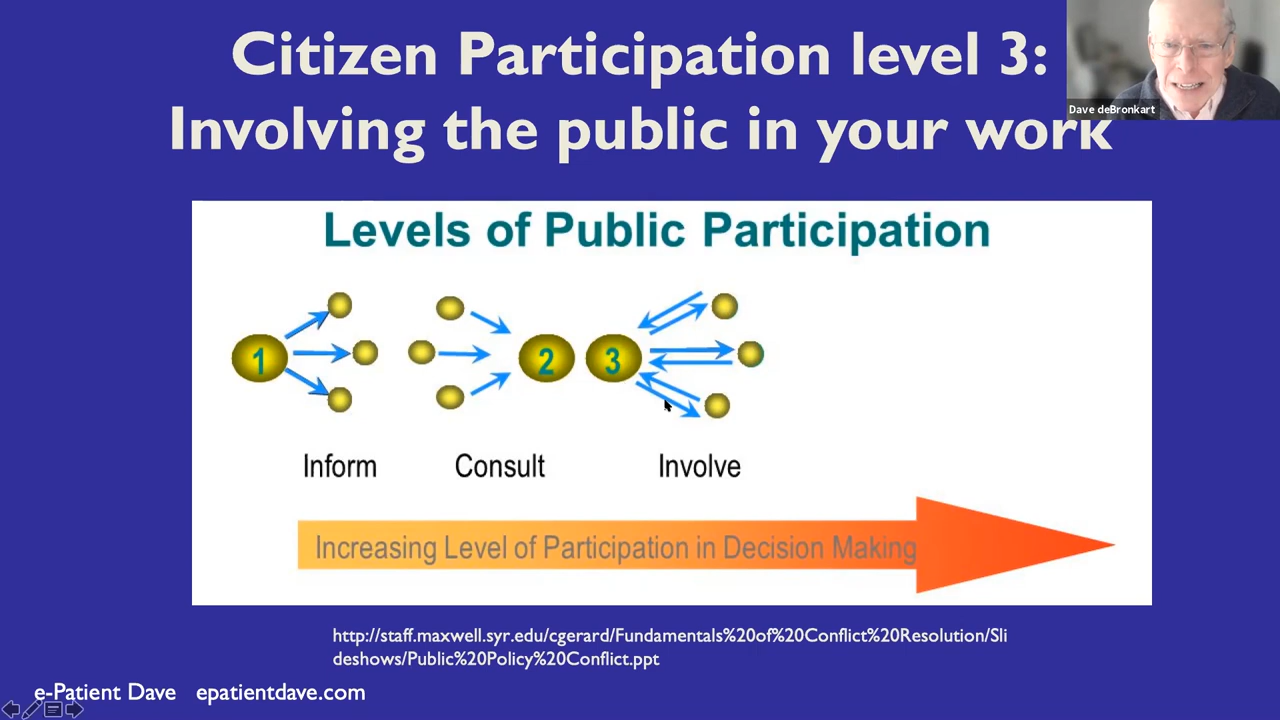 Citizen Participation level 3:
Involving the public in your work
Dave deBronkart
Levels of Public Participation
1
2
3
Inform
Consult
Involve
Increasing Level of Participation in Decision Making
http://staff.maxwell.syr.edu/cgerard/Fundamentals%20of%20Conflict%20Resolution/Sli
deshows/Public%20Policy%20Conflict.ppt
e-Patient Dave epatientdave.com